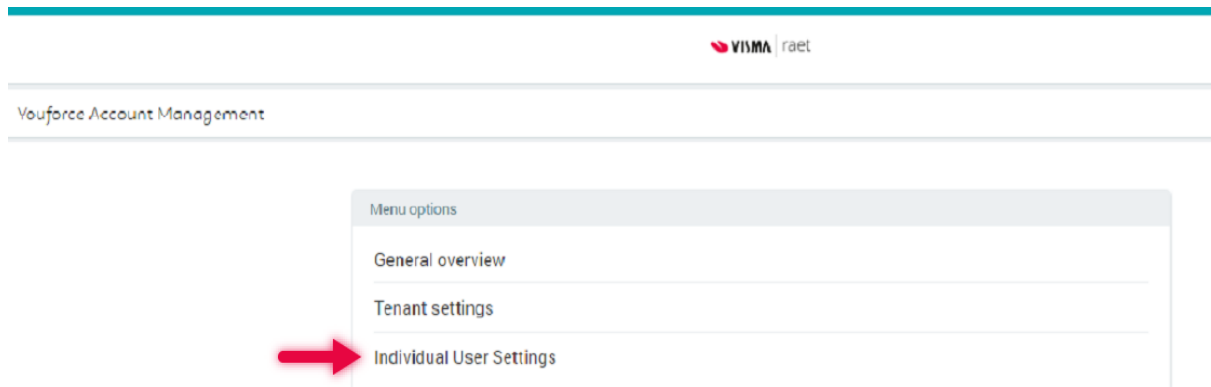 VISMA raet
Youforce Account Management
Menu options
General overview
Tenant settings
Individual User Settings